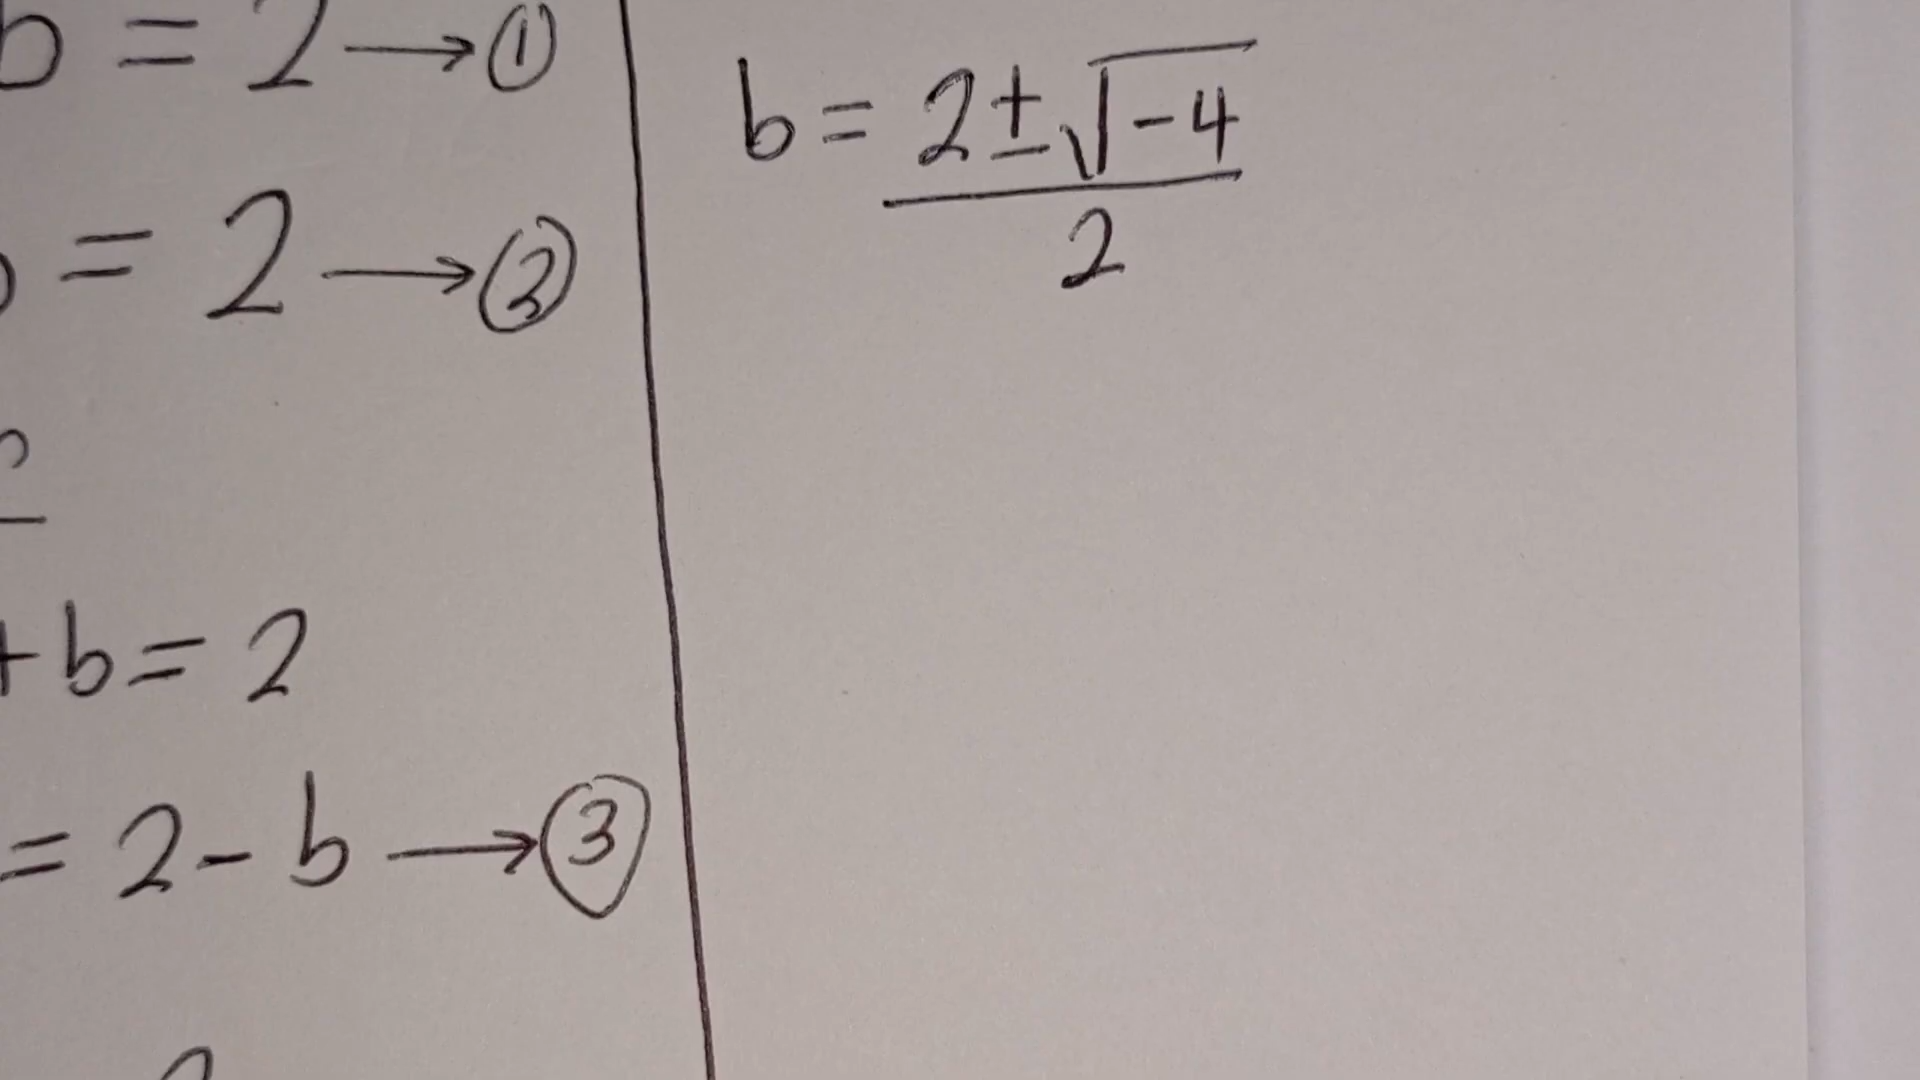 b = 2 → ①
= 2 → ②
+ b = 2
= 2 - b → ③
b = 2 ± √-4
2